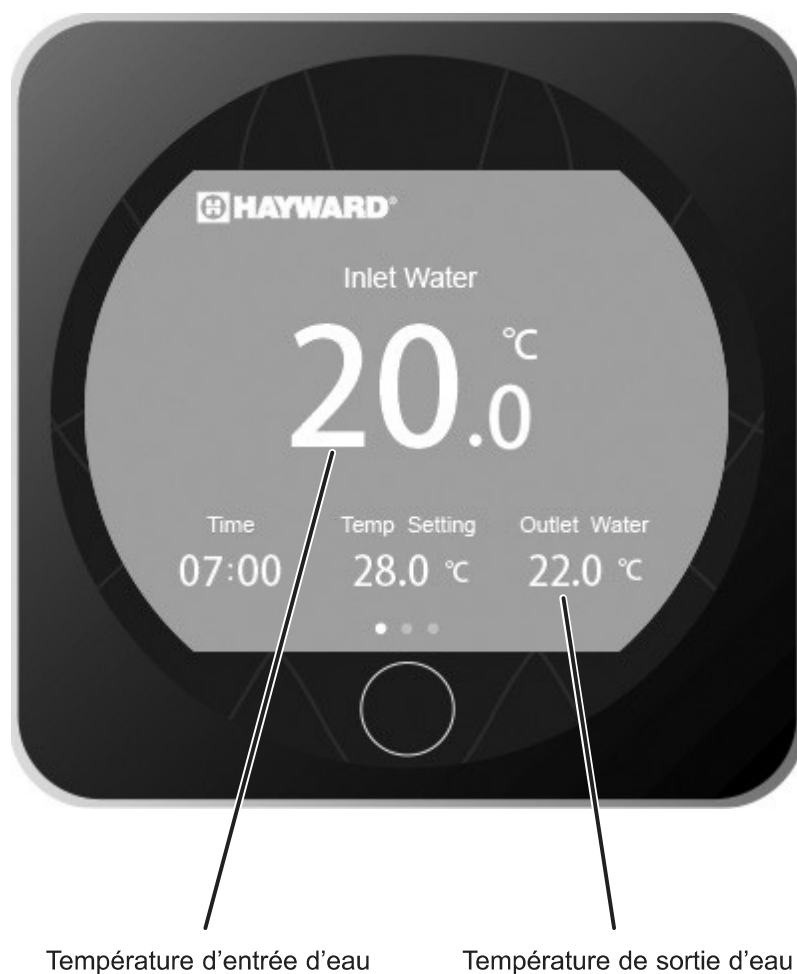 HAYWARD®
Inlet Water
20.0 °C
Time Temp Setting Outlet Water
07:00 28.0 °C 22.0 °C
Température d'entrée d'eau Température de sortie d'eau